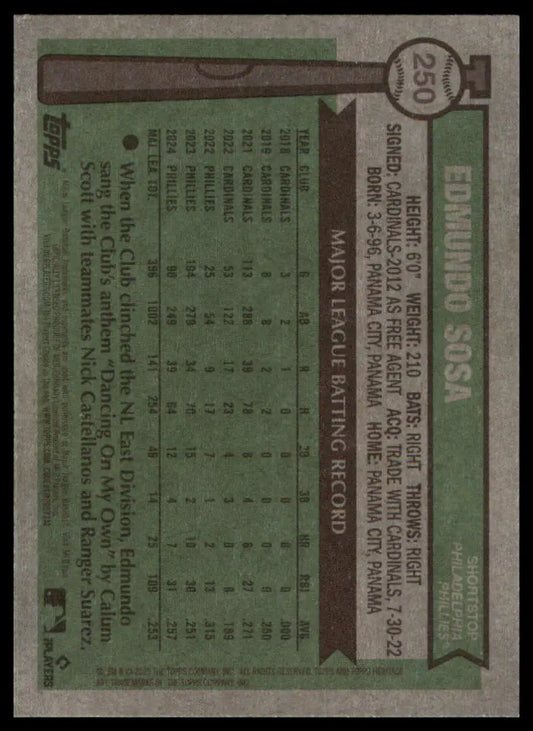 250
EDMUNDO SOSA
SHORTSTOP
PHILADELPHIA
PHILLIES
HEIGHT: 6'0" WEIGHT: 210 BATS: RIGHT THROWS: RIGHT
SIGNED: CARDINALS-2012 AS FREE AGENT ACQ: TRADE WITH CARDINALS, 7-30-22
BORN: 3-6-96, PANAMA CITY, PANAMA HOME: PANAMA CITY, PANAMA
MAJOR LEAGUE BATTING RECORD
YEAR CLUB G AB R H 2B 3B HR RBI AVG.
2018 CARDINALS 3 2 1 0 0 0 0 0 .000
2019 CARDINALS 8 8 2 2 0 0 0 .250
2021 CARDINALS 113 288 39 78 8 4 6 27 .271
2022 CARDINALS 53 122 17 23 4 3 0 8 .189
2022 PHILLIES 25 54 9 17 7 1 2 13 .315
2023 PHILLIES 194 279 34 70 15 2 10 30 .251
2024 PHILLIES 90 249 39 64 12 4 7 31 .257
MAJ LEA TOT. 396 1002 141 254 46 14 25 109 .253
● When the Club clinched the NL East Division, Edmundo
sang the Club's anthem "Dancing On My Own" by Calum
Scott with teammates Nick Castellanos and Ranger Suarez.
topps
PLAYERS